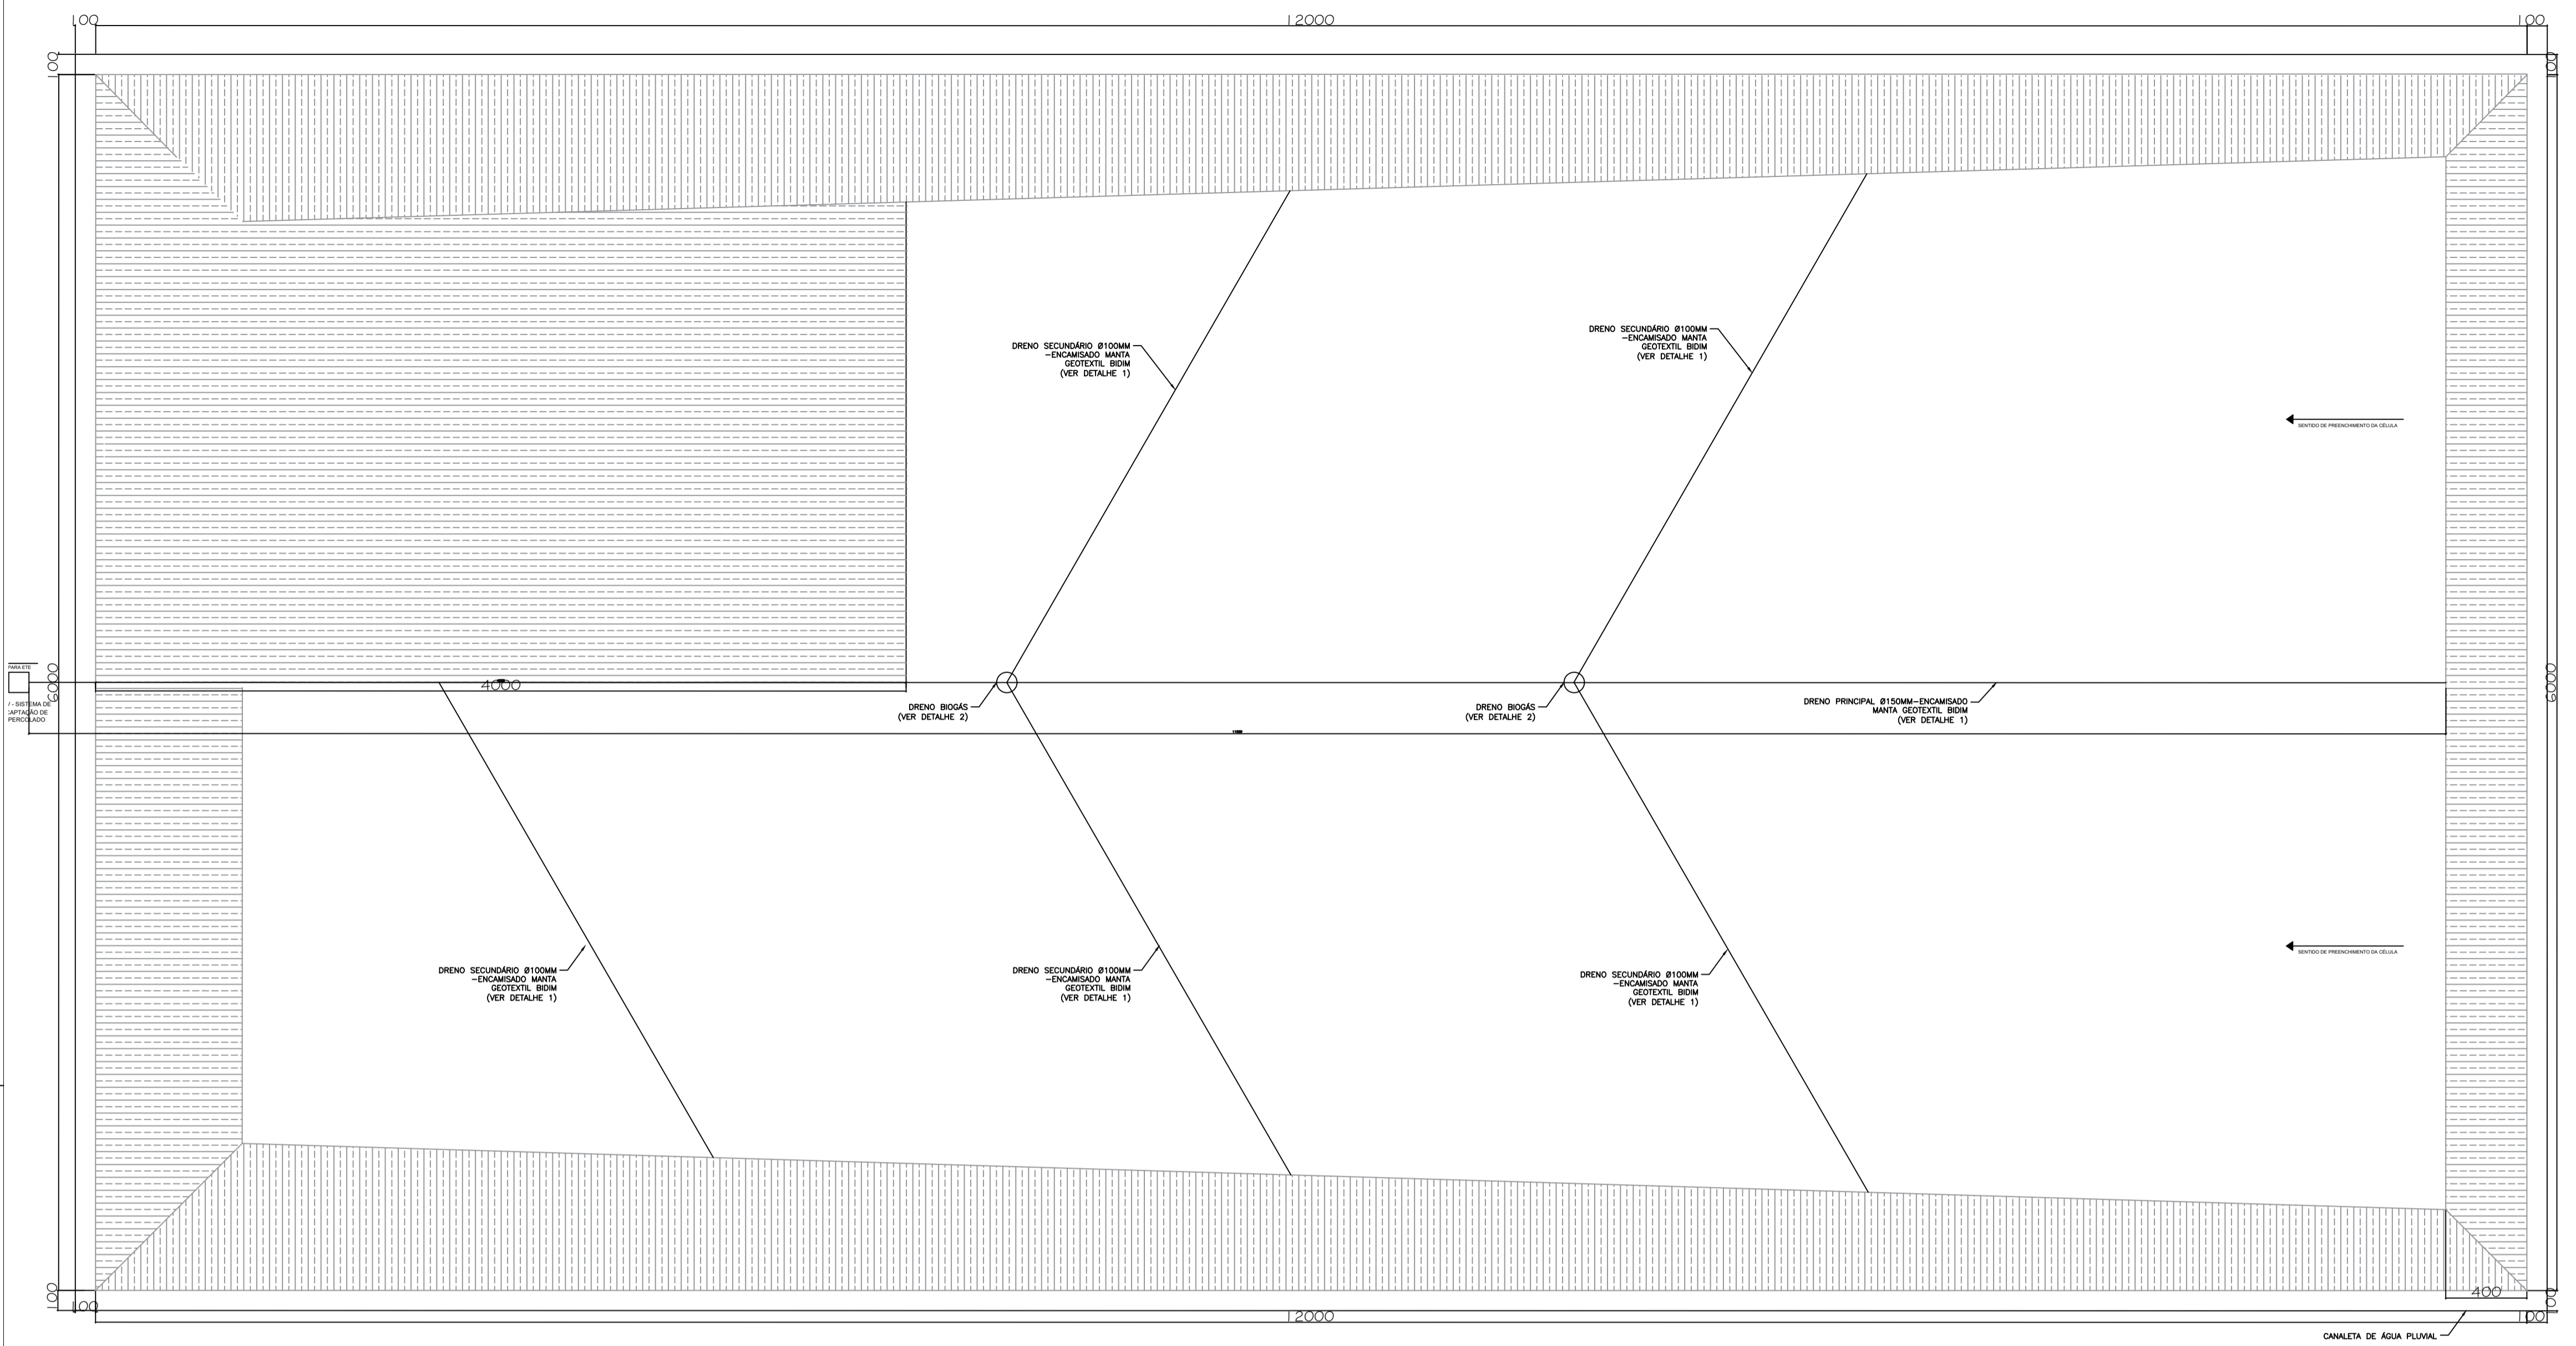 100
12000
100
100
100
DRENO SECUNDÁRIO Ø100MM
-ENCAMISADO MANTA
GEOTEXTIL BIDIM
(VER DETALHE 1)
DRENO SECUNDÁRIO Ø100MM
-ENCAMISADO MANTA
GEOTEXTIL BIDIM
(VER DETALHE 1)
SENTIDO DE PREENCHIMENTO DA CÉLULA
PARA ETE
6000
4000
6000
- SISTEMA DE
CAPTAÇÃO DE
PERCOLADO
DRENO BIOGÁS
(VER DETALHE 2)
DRENO BIOGÁS
(VER DETALHE 2)
DRENO PRINCIPAL Ø150MM-ENCAMISADO
MANTA GEOTEXTIL BIDIM
(VER DETALHE 1)
DRENO SECUNDÁRIO Ø100MM
-ENCAMISADO MANTA
GEOTEXTIL BIDIM
(VER DETALHE 1)
DRENO SECUNDÁRIO Ø100MM
-ENCAMISADO MANTA
GEOTEXTIL BIDIM
(VER DETALHE 1)
DRENO SECUNDÁRIO Ø100MM
-ENCAMISADO MANTA
GEOTEXTIL BIDIM
(VER DETALHE 1)
SENTIDO DE PREENCHIMENTO DA CÉLULA
100
100
12000
400
100
100
CANALETA DE ÁGUA PLUVIAL